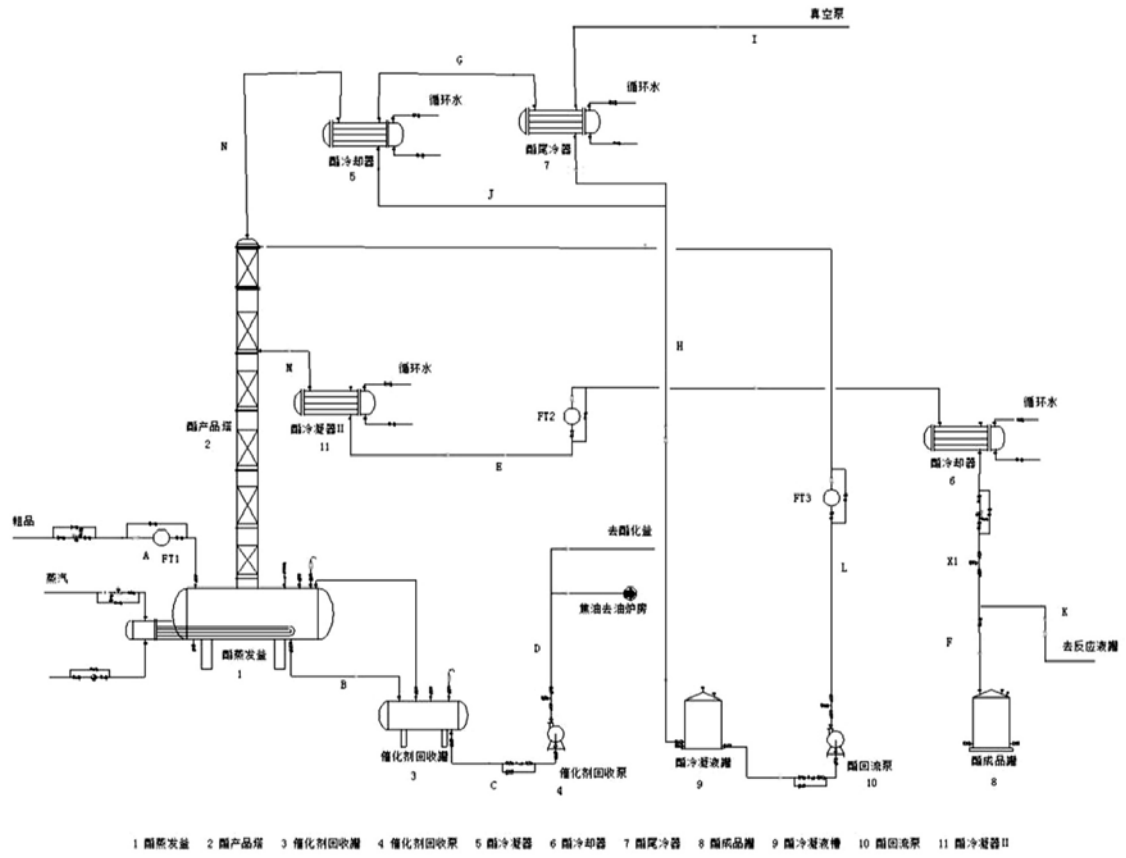 真空泵
I
G
循环水
循环水
N
酯冷却器
5
酯尾冷器
7
J
H
N
循环水
酯产品塔
2
酯冷凝器II
11
FT2
E
循环水
酯冷却器
6
粗品
A
FT1
FT3
去酯化釜
X1
L
K
蒸汽
焦油去油炉房
D
F
去反应液罐
酯蒸发釜
1
B
催化剂回收罐
3
C
催化剂回收泵
4
酯冷凝液罐
9
酯回流泵
10
酯成品罐
8
1 酯蒸发釜 2 酯产品塔 3 催化剂回收罐 4 催化剂回收泵 5 酯冷凝器 6 酯冷却器 7 酯尾冷器 8 酯成品罐 9 酯冷凝液槽 10 酯回流泵 11 酯冷凝器II